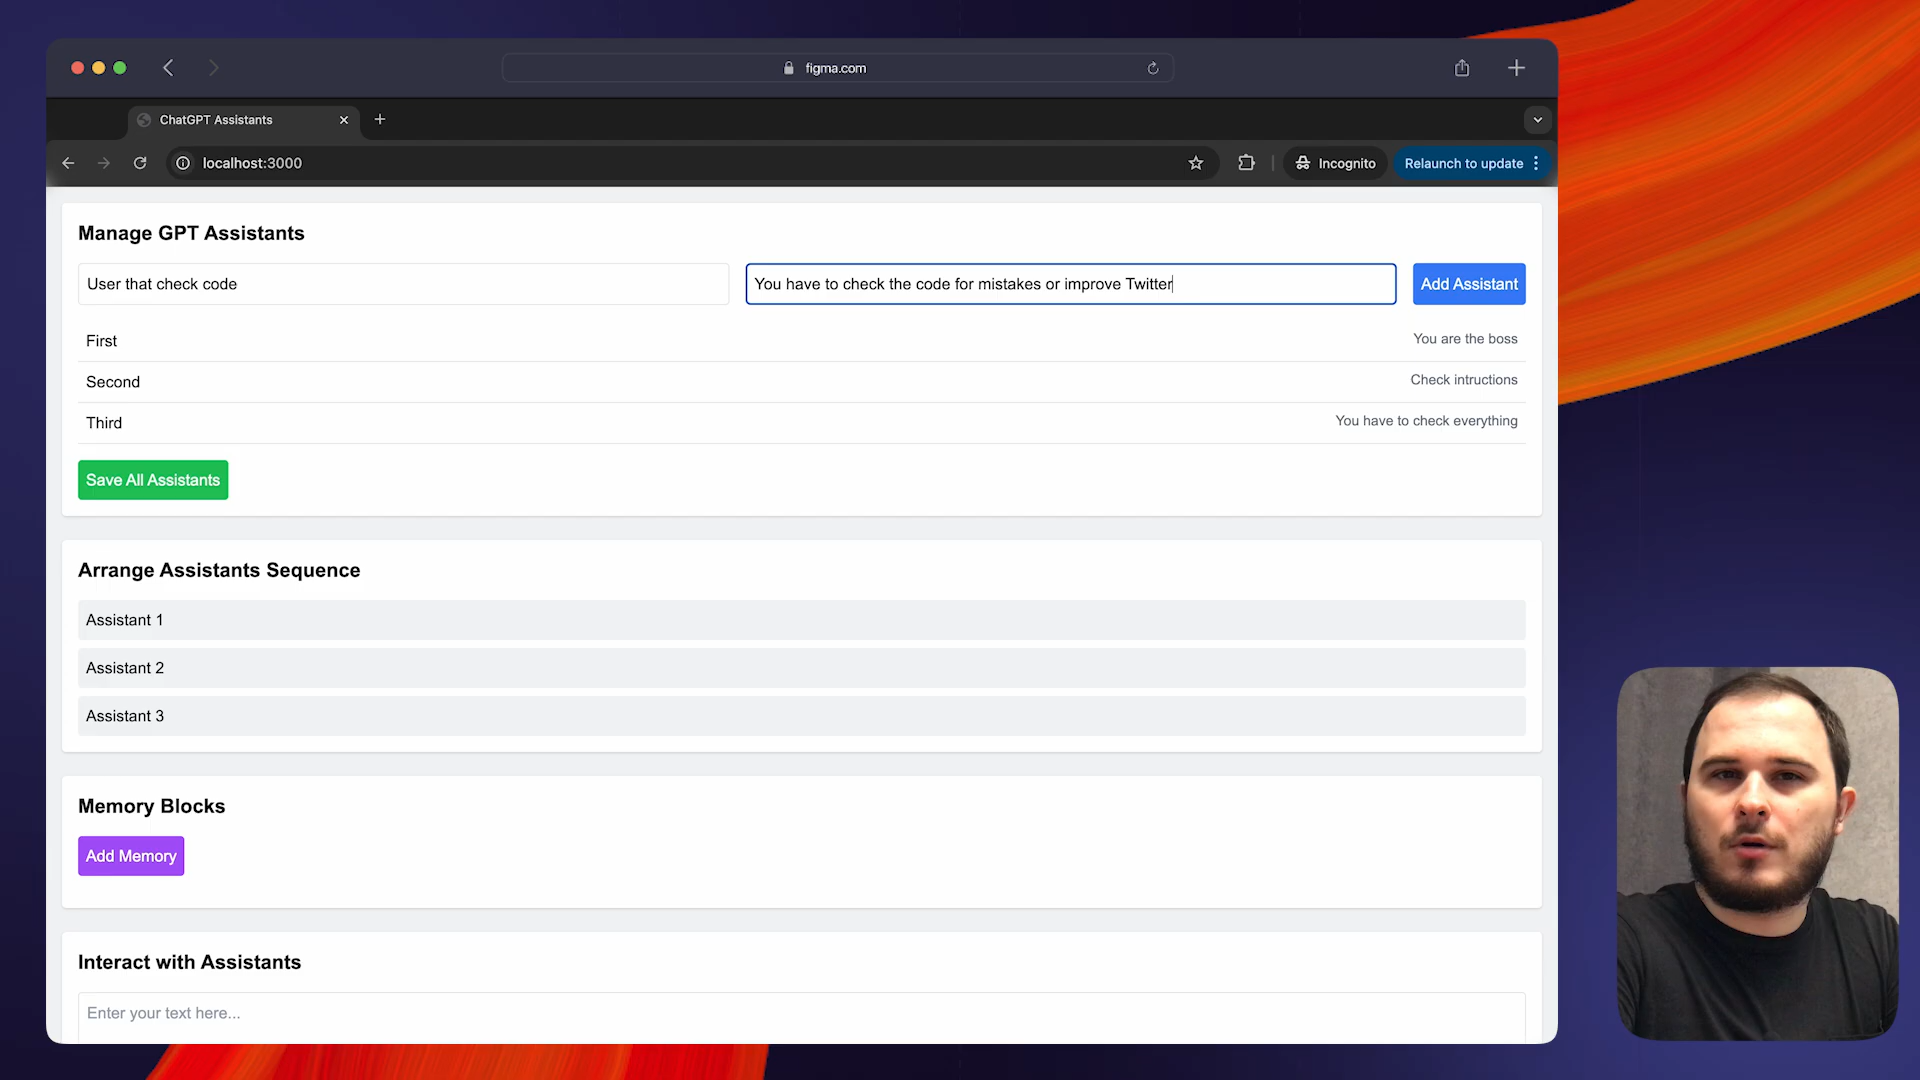 figma.com
ChatGPT Assistants
localhost:3000
Incognito
Relaunch to update
Manage GPT Assistants
User that check code
You have to check the code for mistakes or improve Twitter
Add Assistant
First
You are the boss
Second
Check intructions
Third
You have to check everything
Save All Assistants
Arrange Assistants Sequence
Assistant 1
Assistant 2
Assistant 3
Memory Blocks
Add Memory
Interact with Assistants
Enter your text here...